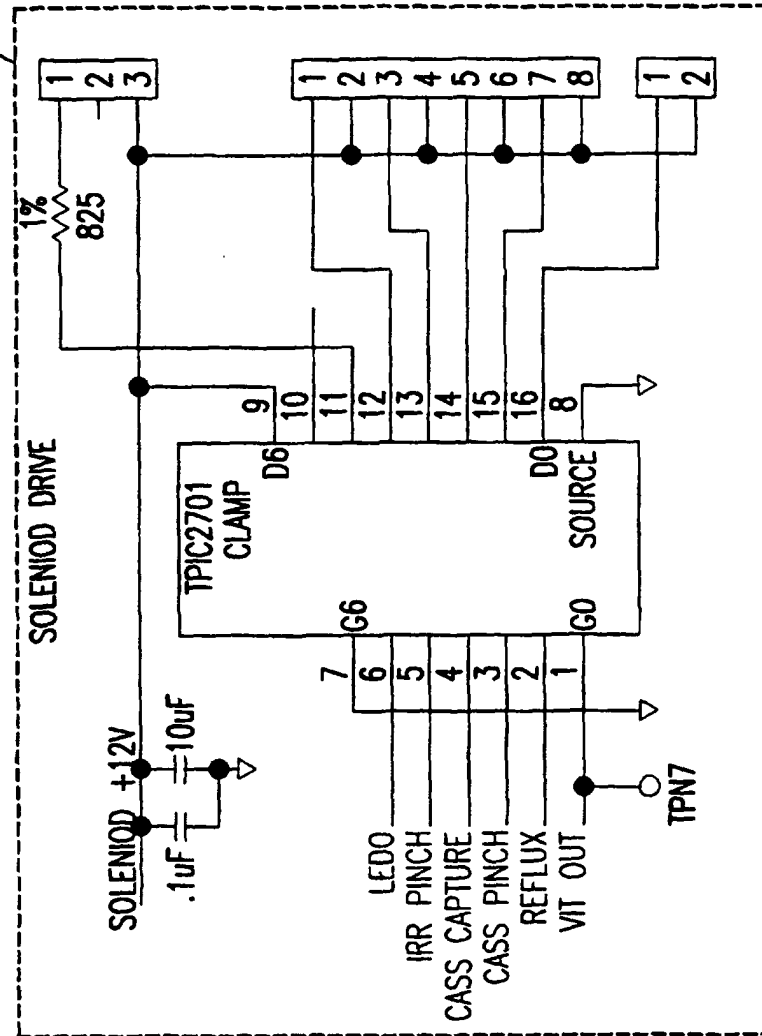 SOLENIOD DRIVE
1 2 3
1%
825
1 2 3 4 5 6 7 8
1 2
SOLENIOD +12V
.1uF
10uF
TPIC2701
CLAMP
D6
9
10
11
12
13
14
15
16
8
D0
SOURCE
G6
G0
7
6
5
4
3
2
1
LED0
IRR PINCH
CASS CAPTURE
CASS PINCH
REFLUX
VIT OUT
TPN7